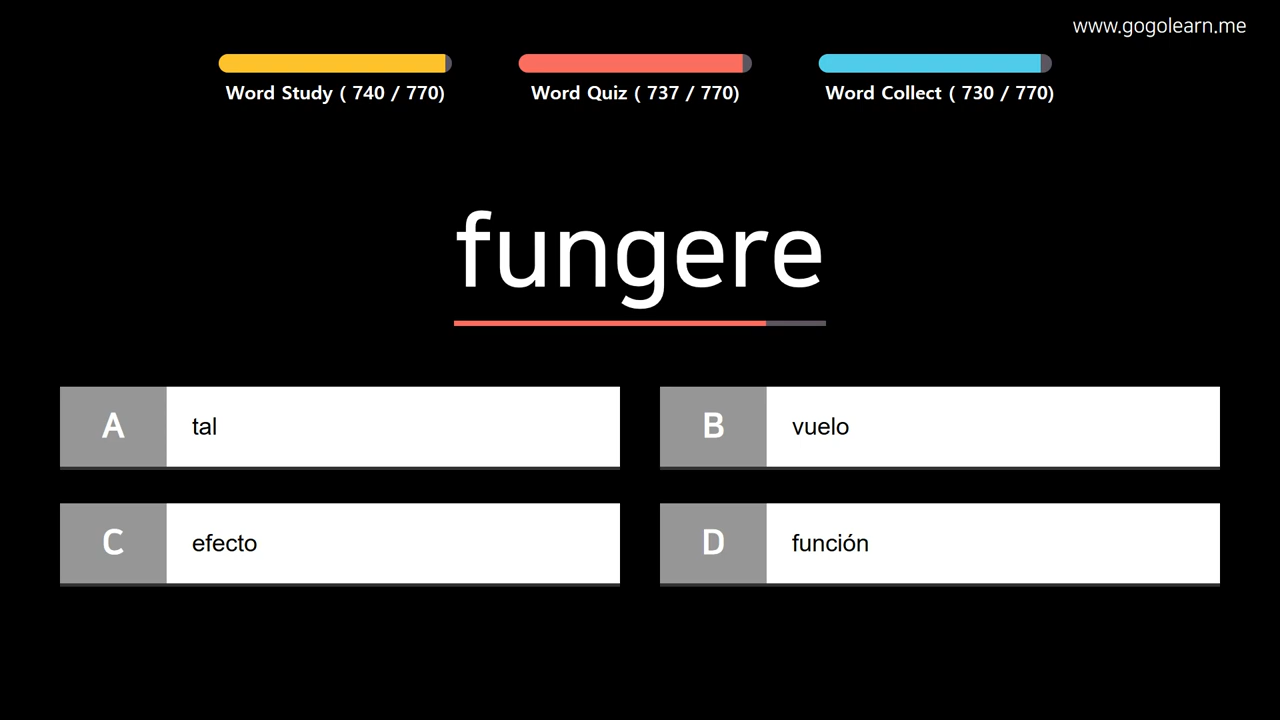 www.gogolearn.me
Word Study ( 740 / 770)
Word Quiz ( 737 / 770)
Word Collect ( 730 / 770)
fungere
A tal
B vuelo
C efecto
D función